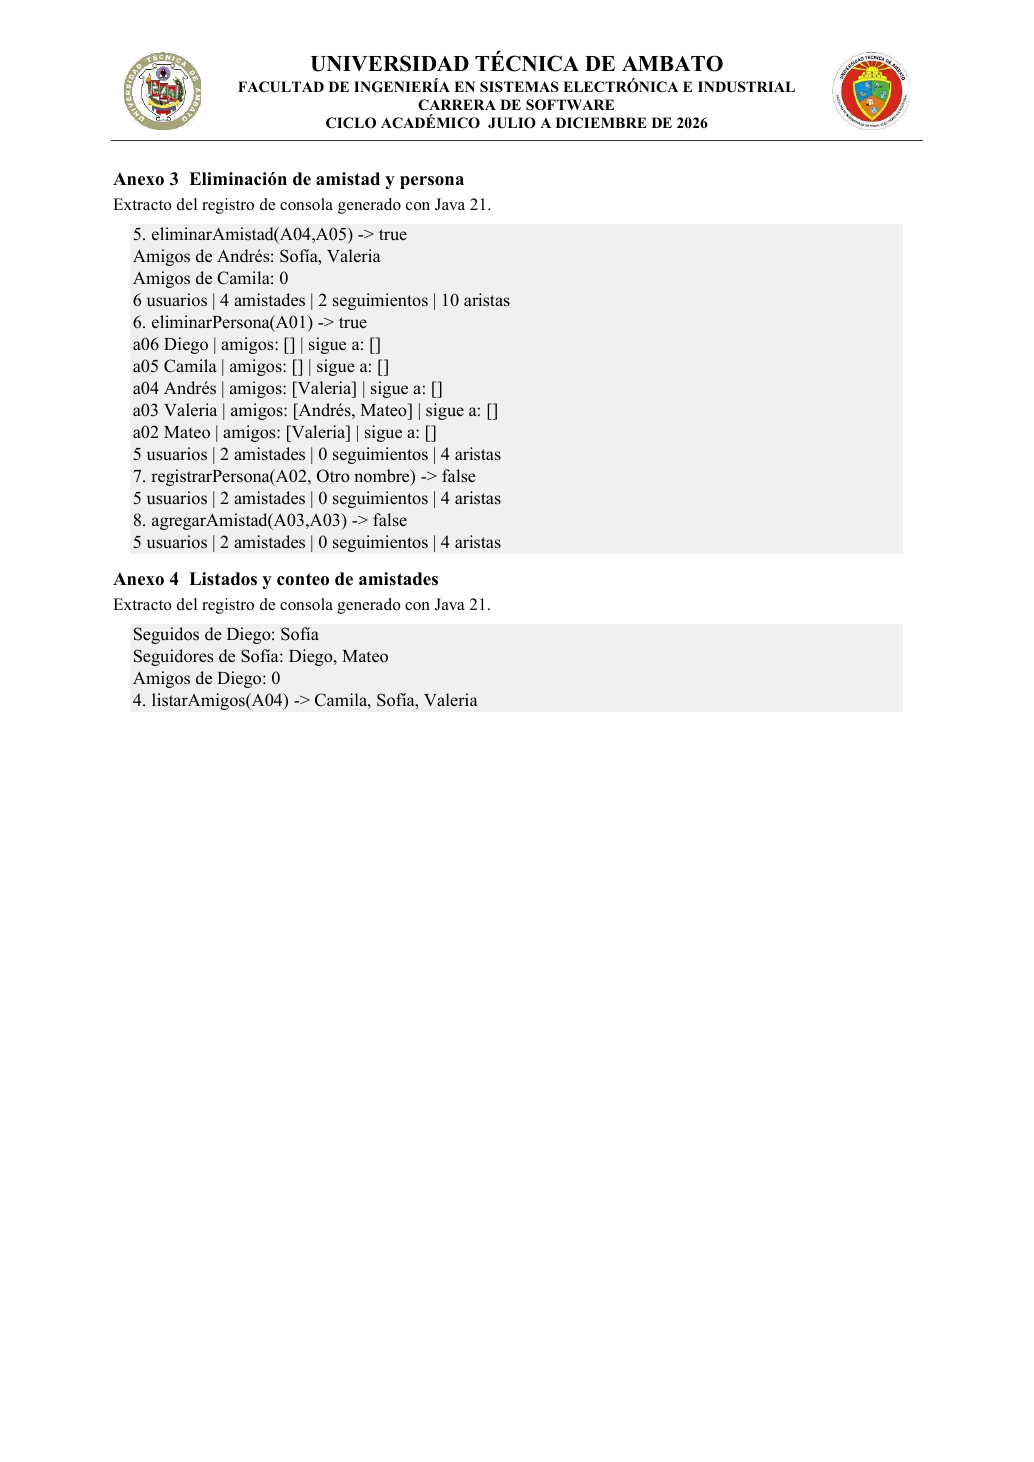 UNIVERSIDAD TÉCNICA DE AMBATO
FACULTAD DE INGENIERÍA EN SISTEMAS ELECTRÓNICA E INDUSTRIAL
CARRERA DE SOFTWARE
CICLO ACADÉMICO JULIO A DICIEMBRE DE 2026
Anexo 3 Eliminación de amistad y persona
Extracto del registro de consola generado con Java 21.
5. eliminarAmistad(A04,A05) -> true
Amigos de Andrés: Sofía, Valeria
Amigos de Camila: 0
6 usuarios | 4 amistades | 2 seguimientos | 10 aristas
6. eliminarPersona(A01) -> true
a06 Diego | amigos: [] | sigue a: []
a05 Camila | amigos: [] | sigue a: []
a04 Andrés | amigos: [Valeria] | sigue a: []
a03 Valeria | amigos: [Andrés, Mateo] | sigue a: []
a02 Mateo | amigos: [Valeria] | sigue a: []
5 usuarios | 2 amistades | 0 seguimientos | 4 aristas
7. registrarPersona(A02, Otro nombre) -> false
5 usuarios | 2 amistades | 0 seguimientos | 4 aristas
8. agregarAmistad(A03,A03) -> false
5 usuarios | 2 amistades | 0 seguimientos | 4 aristas
Anexo 4 Listados y conteo de amistades
Extracto del registro de consola generado con Java 21.
Seguidos de Diego: Sofía
Seguidores de Sofía: Diego, Mateo
Amigos de Diego: 0
4. listarAmigos(A04) -> Camila, Sofía, Valeria